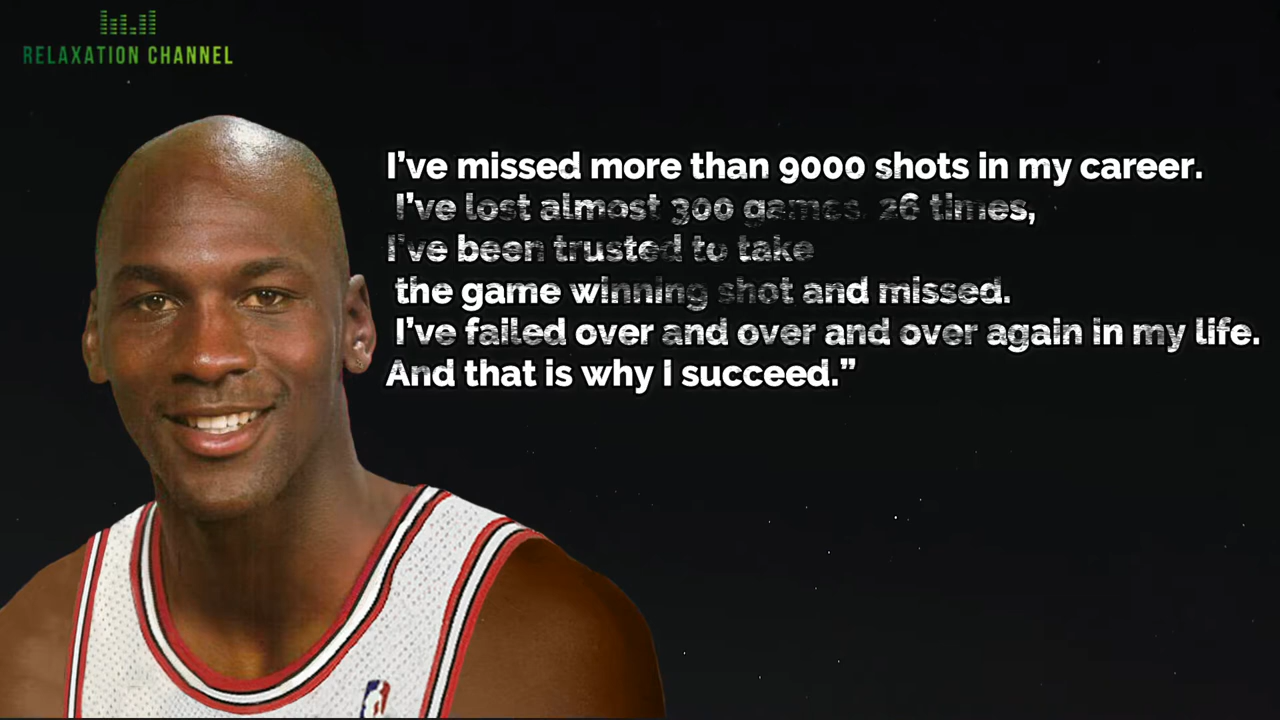 RELAXATION CHANNEL
I’ve missed more than 9000 shots in my career.
I’ve lost almost 300 games. 26 times,
I’ve been trusted to take
the game winning shot and missed.
I’ve failed over and over and over again in my life.
And that is why I succeed.”